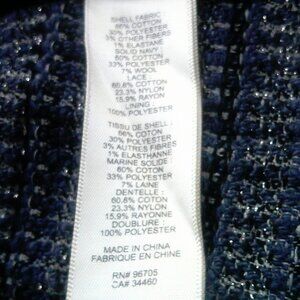 SHELL FABRIC
66% COTTON
30% POLYESTER
3% OTHER FIBERS
1% ELASTANE
SOLID NAVY :
60% COTTON
33% POLYESTER
7% WOOL
LACE :
60.8% COTTON
23.3% NYLON
15.9% RAYON
LINING :
100% POLYESTER
TISSU DE SHELL :
66% COTON
30% POLYESTER
3% AUTRES FIBRES
1% ELASTHANNE
MARINE SOLIDE :
60% COTON
33% POLYESTER
7% LAINE
DENTELLE :
60,8% COTON
23.3% NYLON
15.9% RAYONNE
DOUBLURE :
100% POLYESTER
MADE IN CHINA
FABRIQUE EN CHINE
RN# 96705
CA# 34460